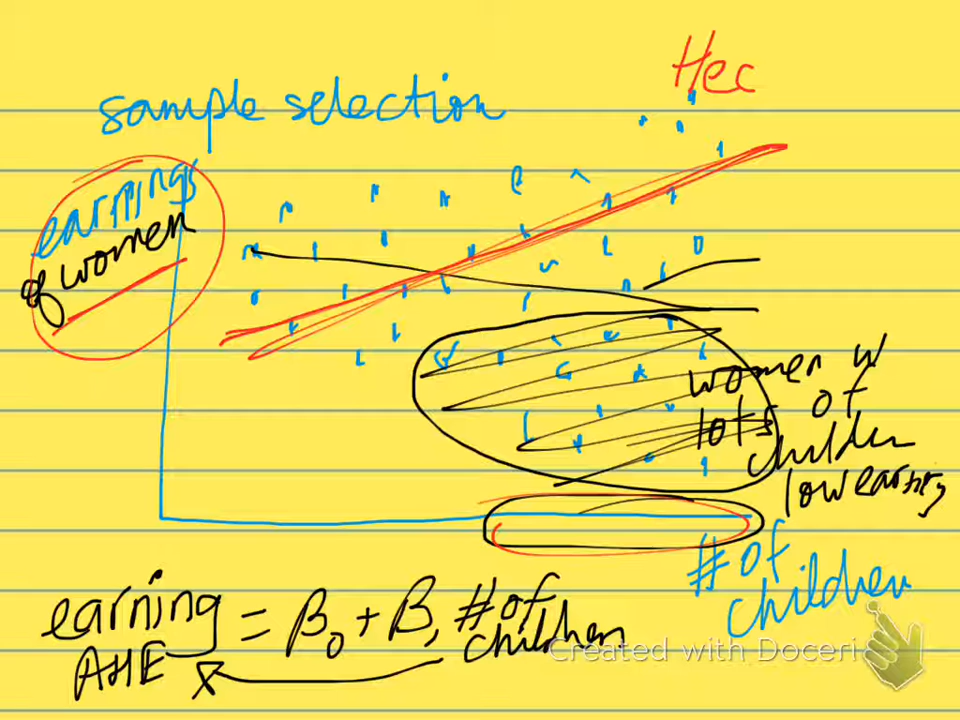 Hec
sample selection
earnings
of women
women w
lots of
children
low earning
# of
children
earning = β₀ + β₁ # of
children
AHE
Created with Doceri